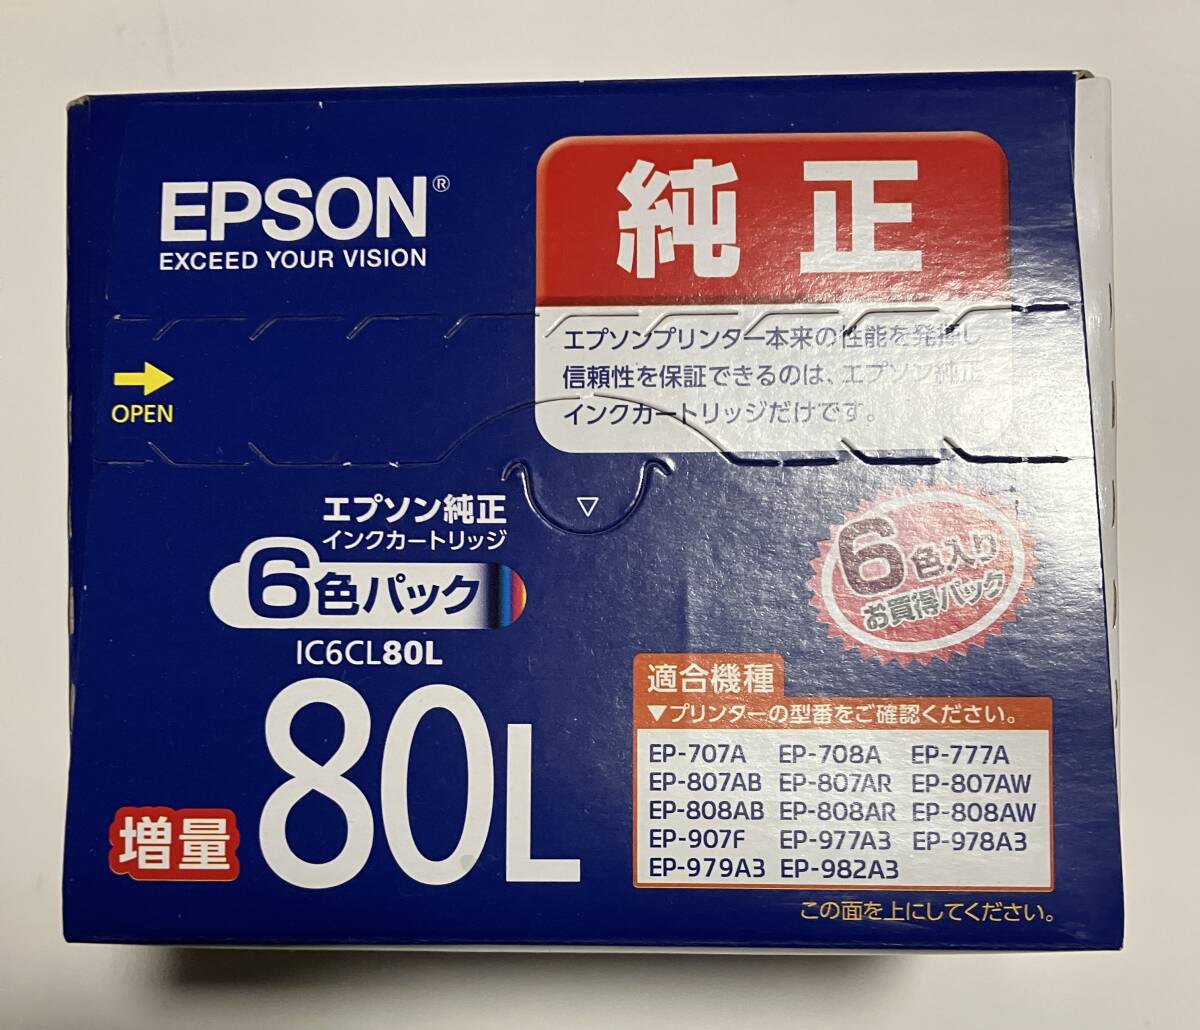 EPSON®
EXCEED YOUR VISION
純正
エプソンプリンター本来の性能を発揮し
信頼性を保証できるのは、エプソン純正
インクカートリッジだけです。
OPEN
エプソン純正
インクカートリッジ
6色パック
IC6CL80L
80L
増量
6色入り
お買得パック
適合機種
▼プリンターの型番をご確認ください。
EP-707A EP-708A EP-777A
EP-807AB EP-807AR EP-807AW
EP-808AB EP-808AR EP-808AW
EP-907F EP-977A3 EP-978A3
EP-979A3 EP-982A3
この面を上にしてください。